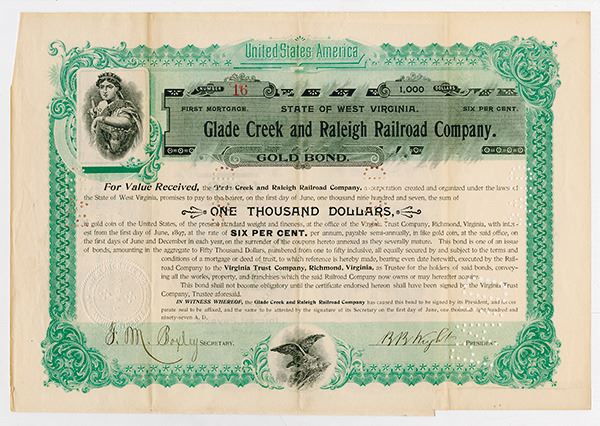 United States America
NUMBER 16 1,000 DOLLARS
FIRST MORTGAGE. STATE OF WEST VIRGINIA. SIX PER CENT.
Glade Creek and Raleigh Railroad Company.
GOLD BOND.
For Value Received, the Glade Creek and Raleigh Railroad Company, a corporation created and organized under the laws of
the State of West Virginia, promises to pay to the bearer, on the first day of June, one thousand nine hundred and seven, the sum of
ONE THOUSAND DOLLARS,
in gold coin of the United States, of the present standard weight and fineness, at the office of the Virginia Trust Company, Richmond, Virginia, with inter-
est from the first day of June, 1897, at the rate of SIX PER CENT. per annum, payable semi-annually, in like gold coin, at the said office, on
the first days of June and December in each year, on the surrender of the coupons hereto annexed as they severally mature. This bond is one of an issue
of bonds, amounting in the aggregate to Fifty Thousand Dollars, numbered from one to fifty inclusive, all equally secured by and subject to the terms and
conditions of a mortgage or deed of trust, to which reference is hereby made, bearing even date herewith, executed by the Rail-
road Company to the Virginia Trust Company, Richmond, Virginia, as Trustee for the holders of said bonds, convey-
ing all the works, property, and franchises which the said Railroad Company now owns or may hereafter acquire.
This bond shall not become obligatory until the certificate endorsed hereon shall have been signed by the Virginia Trust
Company, Trustee aforesaid.
IN WITNESS WHEREOF, the Glade Creek and Raleigh Railroad Company has caused this bond to be signed by its President, and its cor-
porate seal to be affixed, and the same to be attested by the signature of its Secretary on the first day of June, one thousand eight hundred and
ninety-seven A, D,
J. M. Boxley SECRETARY. B B Wright PRESIDENT